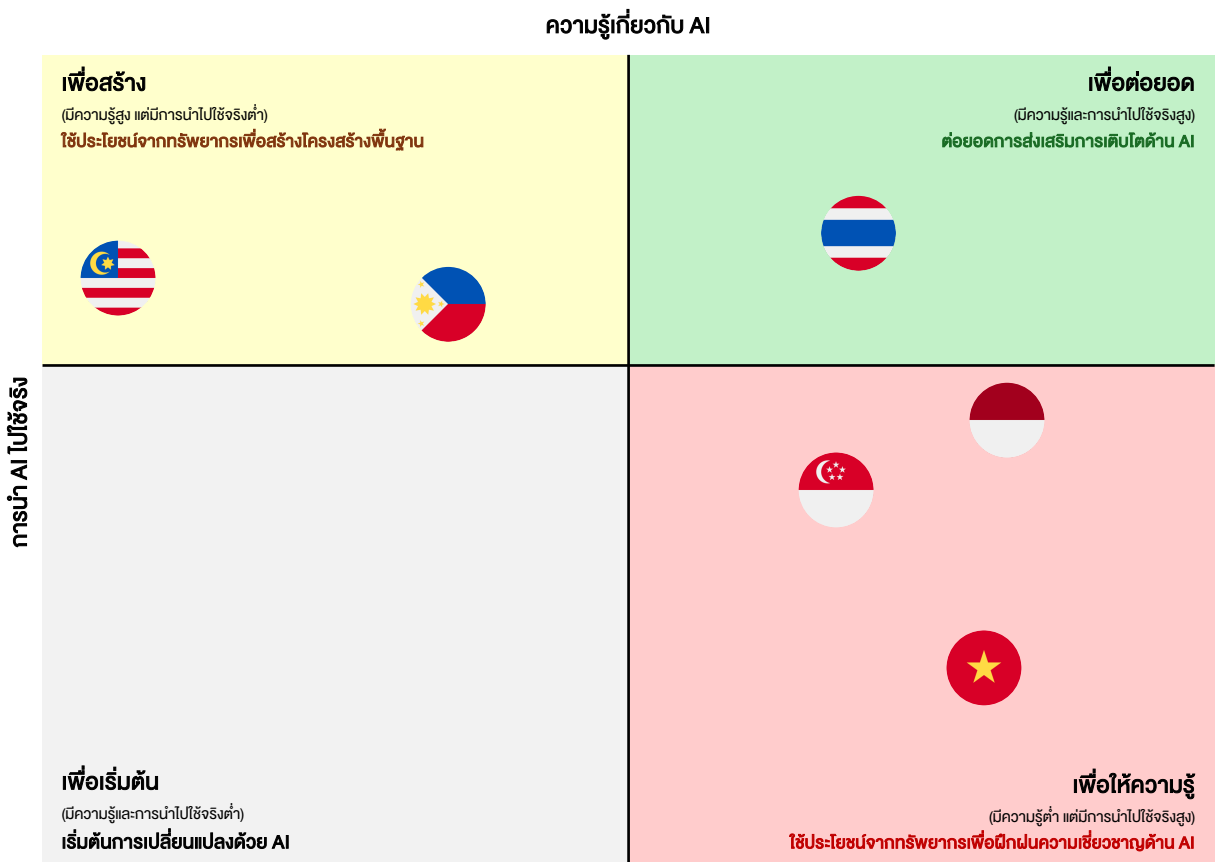 ความรู้เกี่ยวกับ AI
เพื่อสร้าง
(มีความรู้สูง แต่มีการนำไปใช้จริงต่ำ)
ใช้ประโยชน์จากทรัพยากรเพื่อสร้างโครงสร้างพื้นฐาน
เพื่อต่อยอด
(มีความรู้และการนำไปใช้จริงสูง)
ต่อยอดการส่งเสริมการเติบโตด้าน AI
การนำ AI ไปใช้จริง
เพื่อเริ่มต้น
(มีความรู้และการนำไปใช้จริงต่ำ)
เริ่มต้นการเปลี่ยนแปลงด้วย AI
เพื่อให้ความรู้
(มีความรู้ต่ำ แต่มีการนำไปใช้จริงสูง)
ใช้ประโยชน์จากทรัพยากรเพื่อฝึกฝนความเชี่ยวชาญด้าน AI